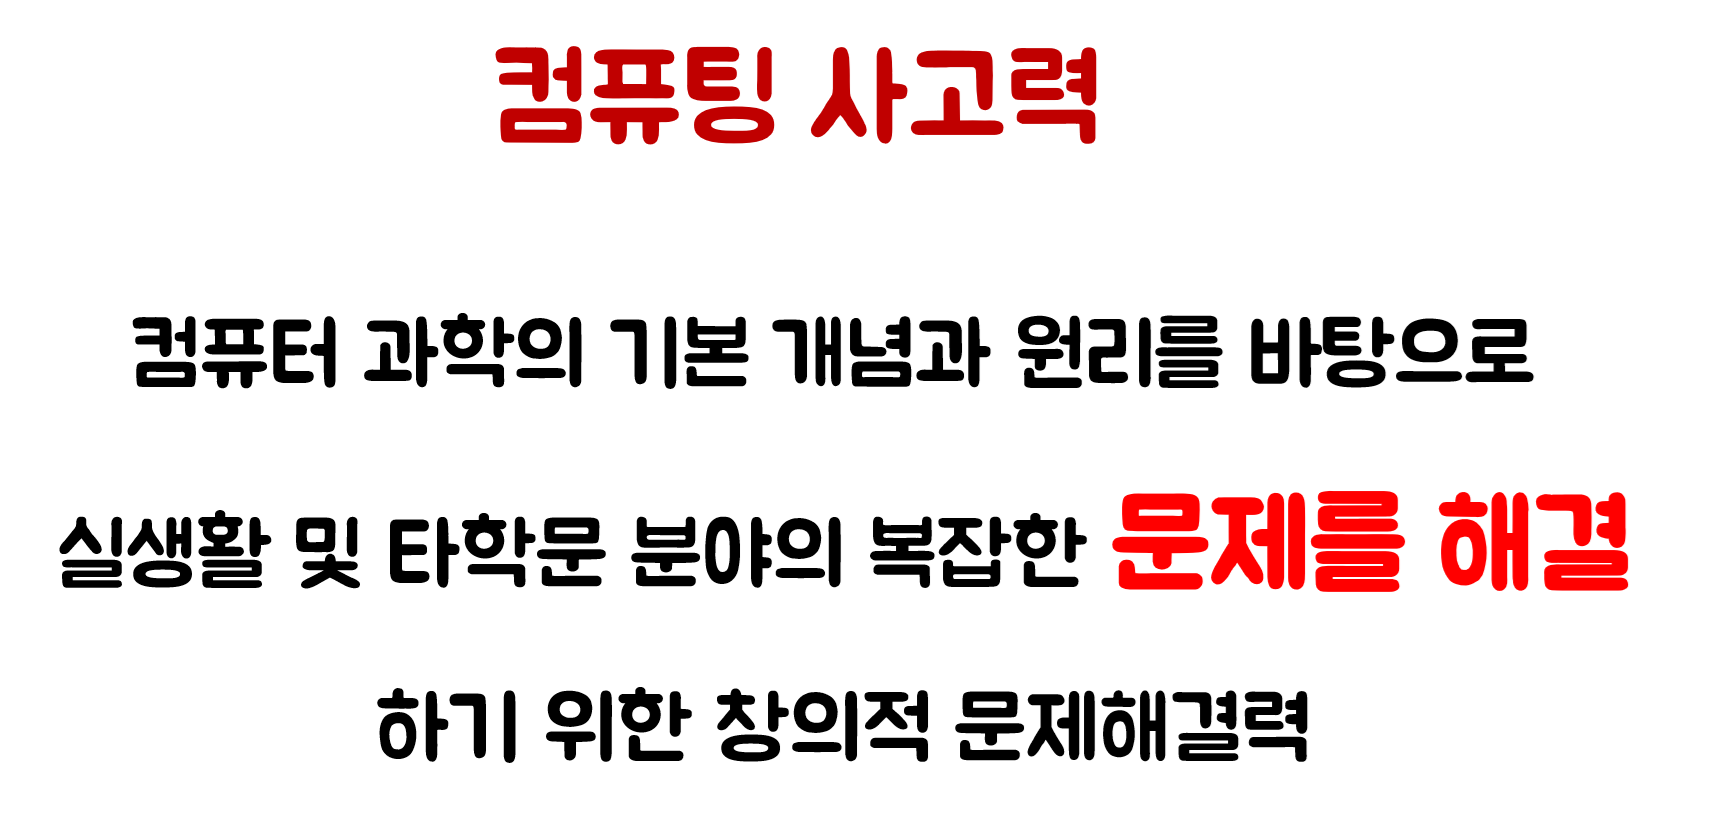 컴퓨팅 사고력
컴퓨터 과학의 기본 개념과 원리를 바탕으로
실생활 및 타학문 분야의 복잡한 문제를 해결
하기 위한 창의적 문제해결력